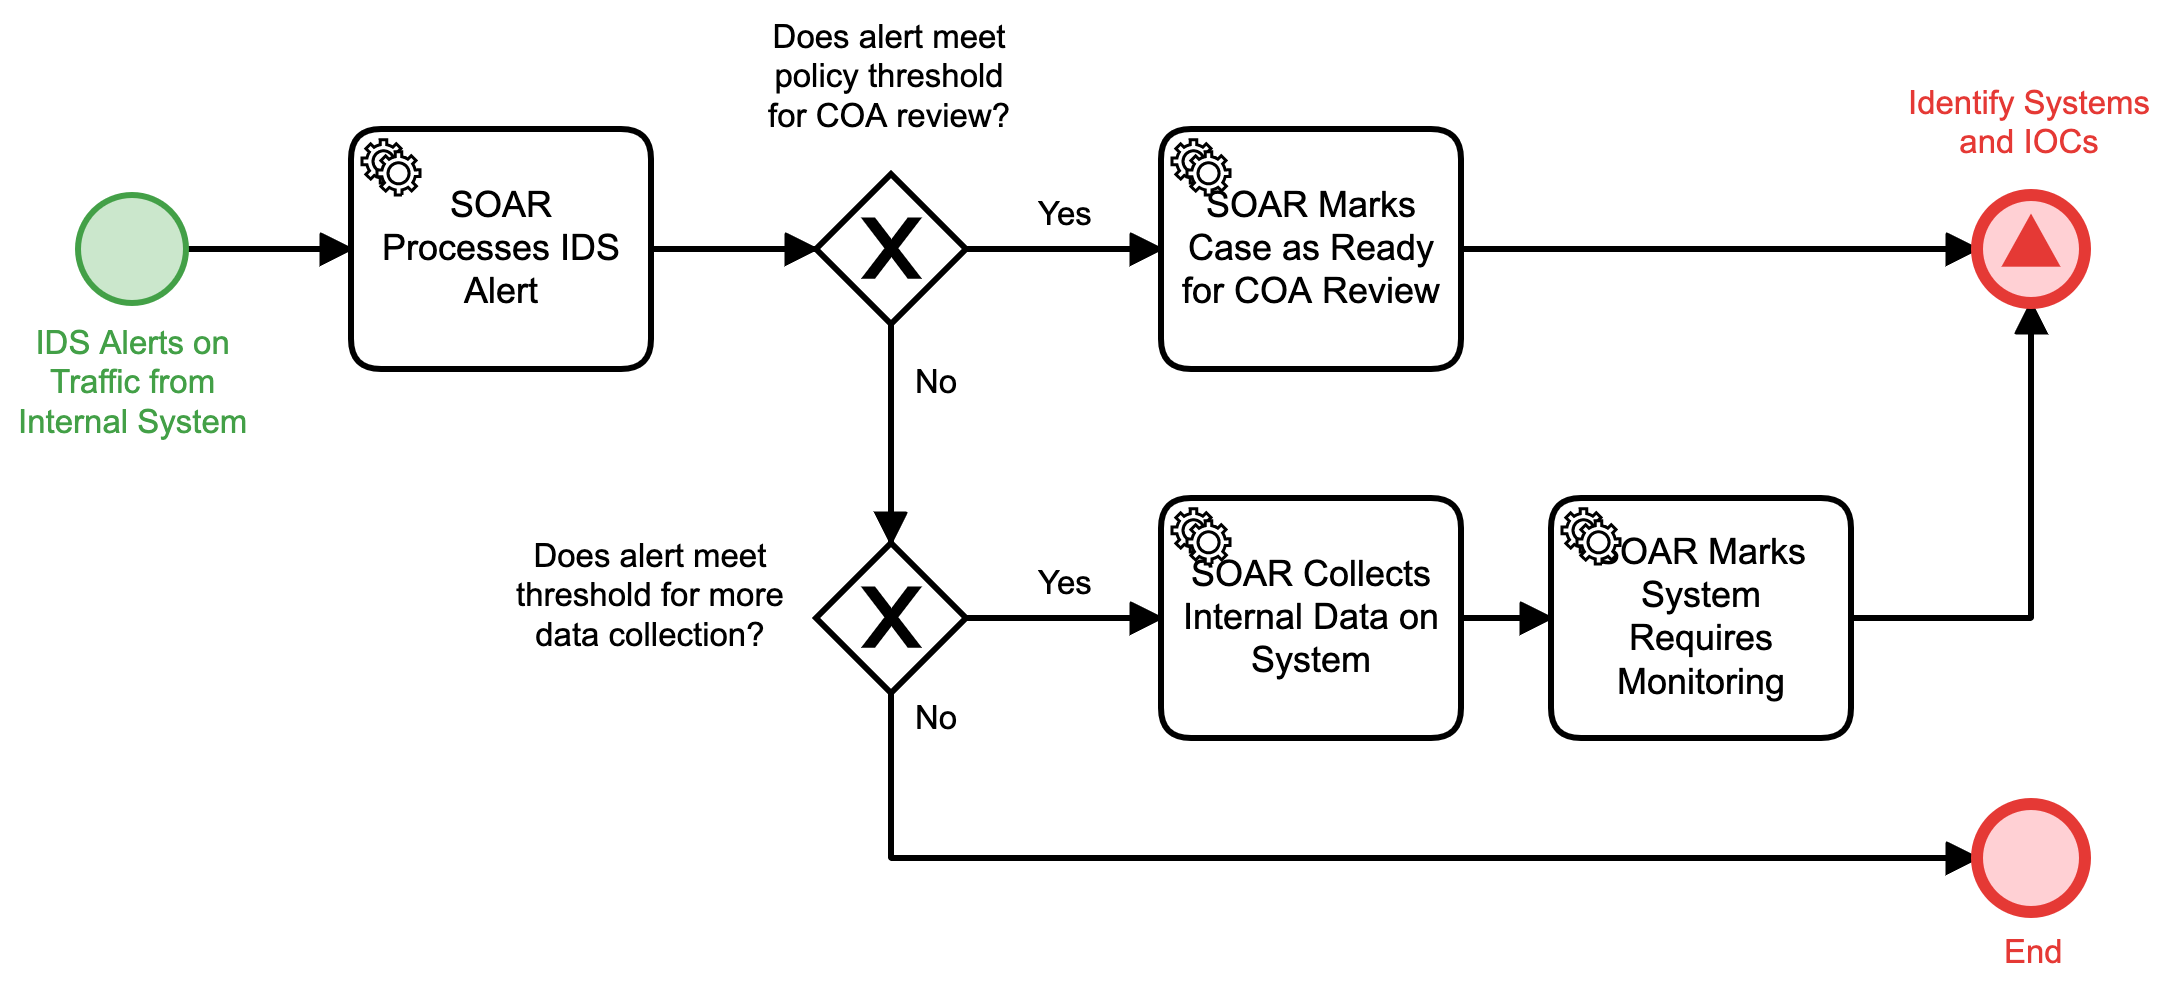 Does alert meet
policy threshold
for COA review?
Identify Systems
and IOCs
SOAR
Processes IDS
Alert
X
Yes
SOAR Marks
Case as Ready
for COA Review
IDS Alerts on
Traffic from
Internal System
No
Does alert meet
threshold for more
data collection?
X
Yes
SOAR Collects
Internal Data on
System
SOAR Marks
System
Requires
Monitoring
No
End